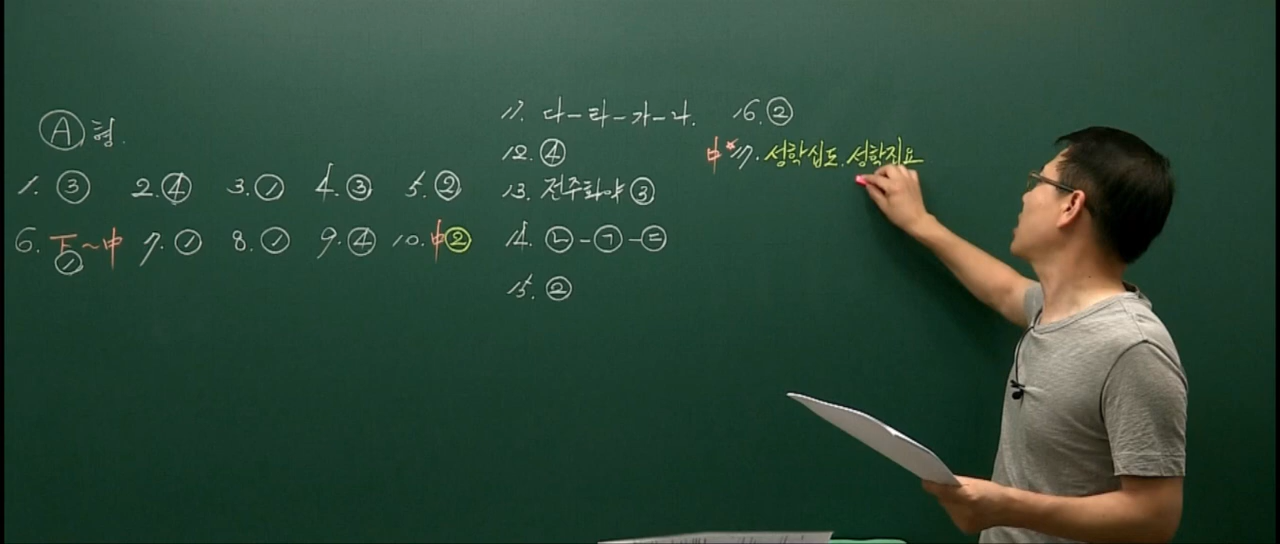 A형.
1. ③ 2. ④ 3. ① 4. ③ 5. ②
6. 下~中 ① 7. ① 8. ① 9. ④ 10. 中②
11. 다-라-가-나.
12. ④
13. 전주화약 ③
14. ㉡-㉠-㉢
15. ②
16. ②
中*17. 성학십도, 성학집요